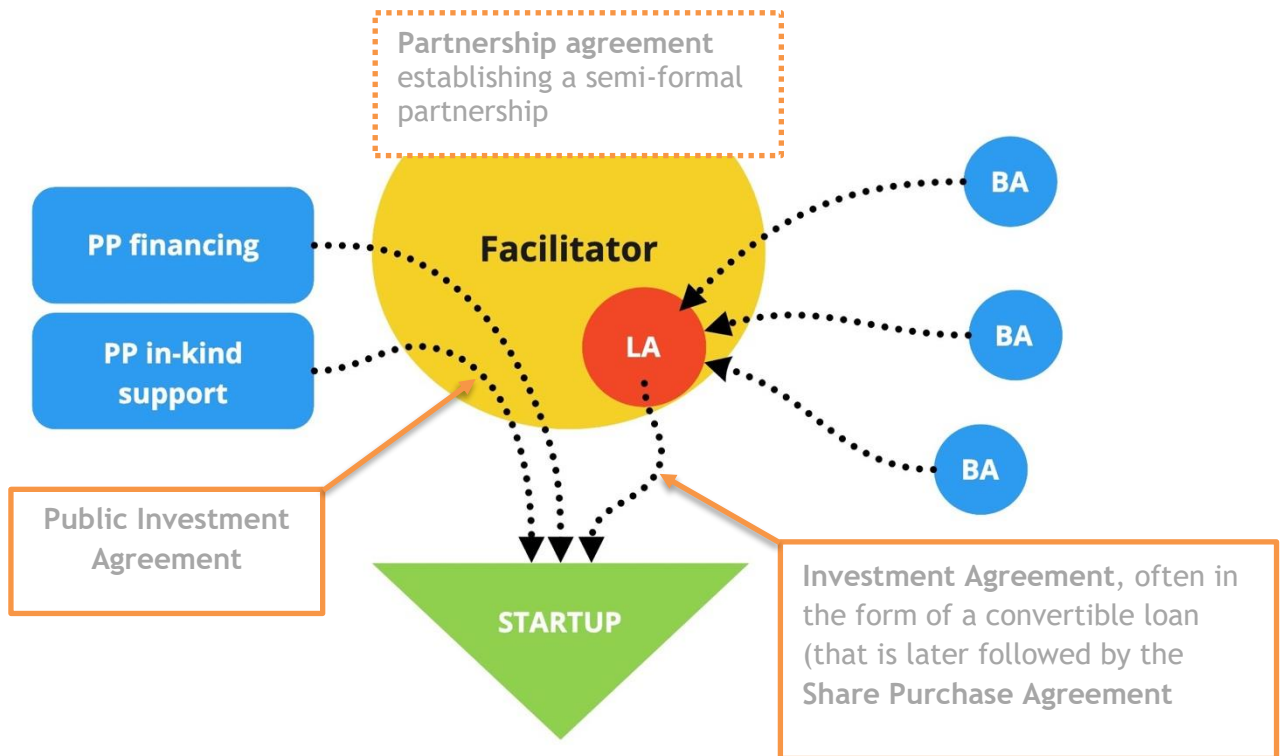 Partnership agreement
establishing a semi-formal
partnership
BA
PP financing
Facilitator
PP in-kind
support
LA
BA
BA
Public Investment
Agreement
STARTUP
Investment Agreement, often in
the form of a convertible loan
(that is later followed by the
Share Purchase Agreement